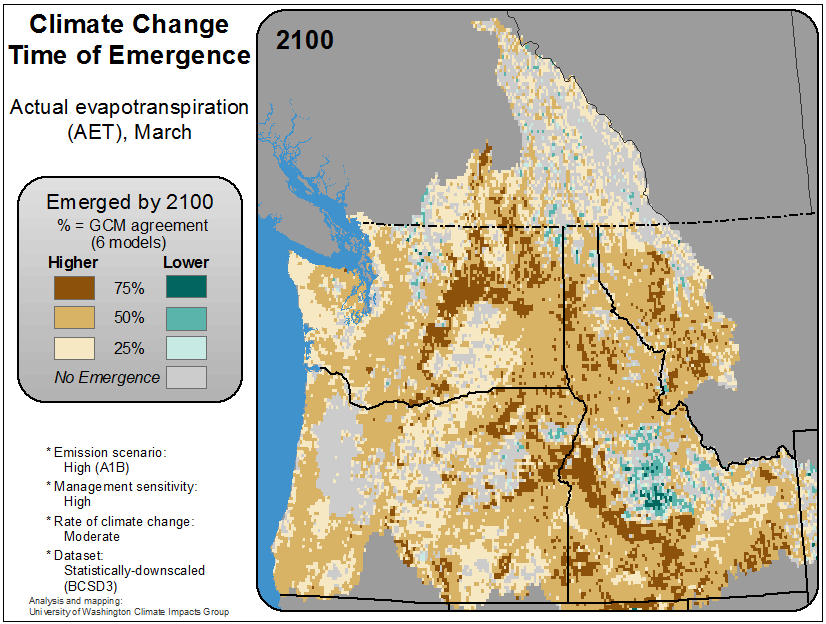 Climate Change
Time of Emergence
Actual evapotranspiration
(AET), March
Emerged by 2100
% = GCM agreement
(6 models)
Higher Lower
75%
50%
25%
No Emergence
* Emission scenario:
High (A1B)
* Management sensitivity:
High
* Rate of climate change:
Moderate
* Dataset:
Statistically-downscaled
(BCSD3)
Analysis and mapping:
University of Washington Climate Impacts Group
2100